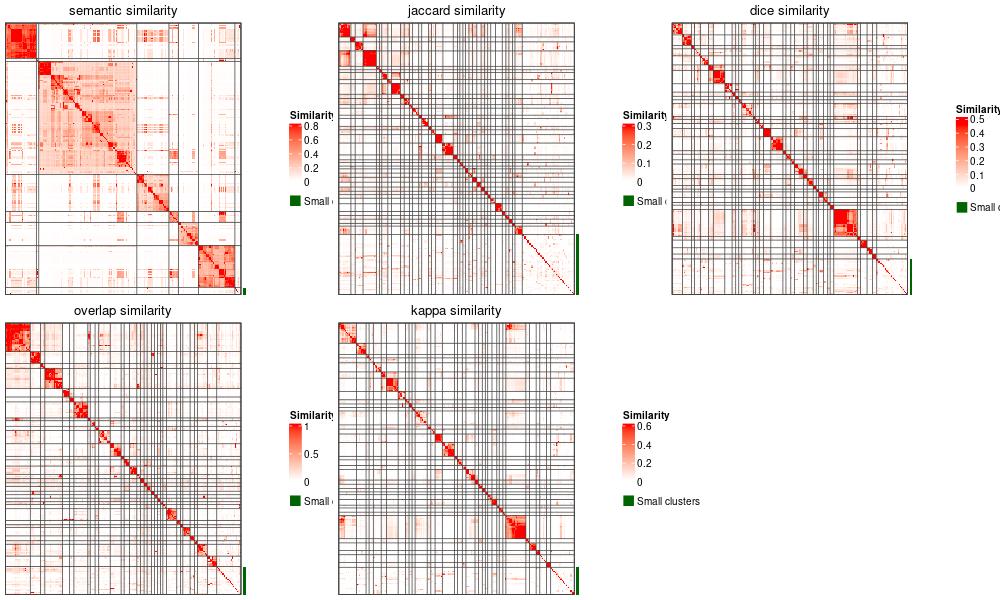 semantic similarity
Similarity
0.8
0.6
0.4
0.2
0
Small
jaccard similarity
Similarity
0.3
0.2
0.1
0
Small
dice similarity
Similarity
0.5
0.4
0.3
0.2
0.1
0
Small
overlap similarity
Similarity
1
0.5
0
Small
kappa similarity
Similarity
0.6
0.4
0.2
0
Small clusters